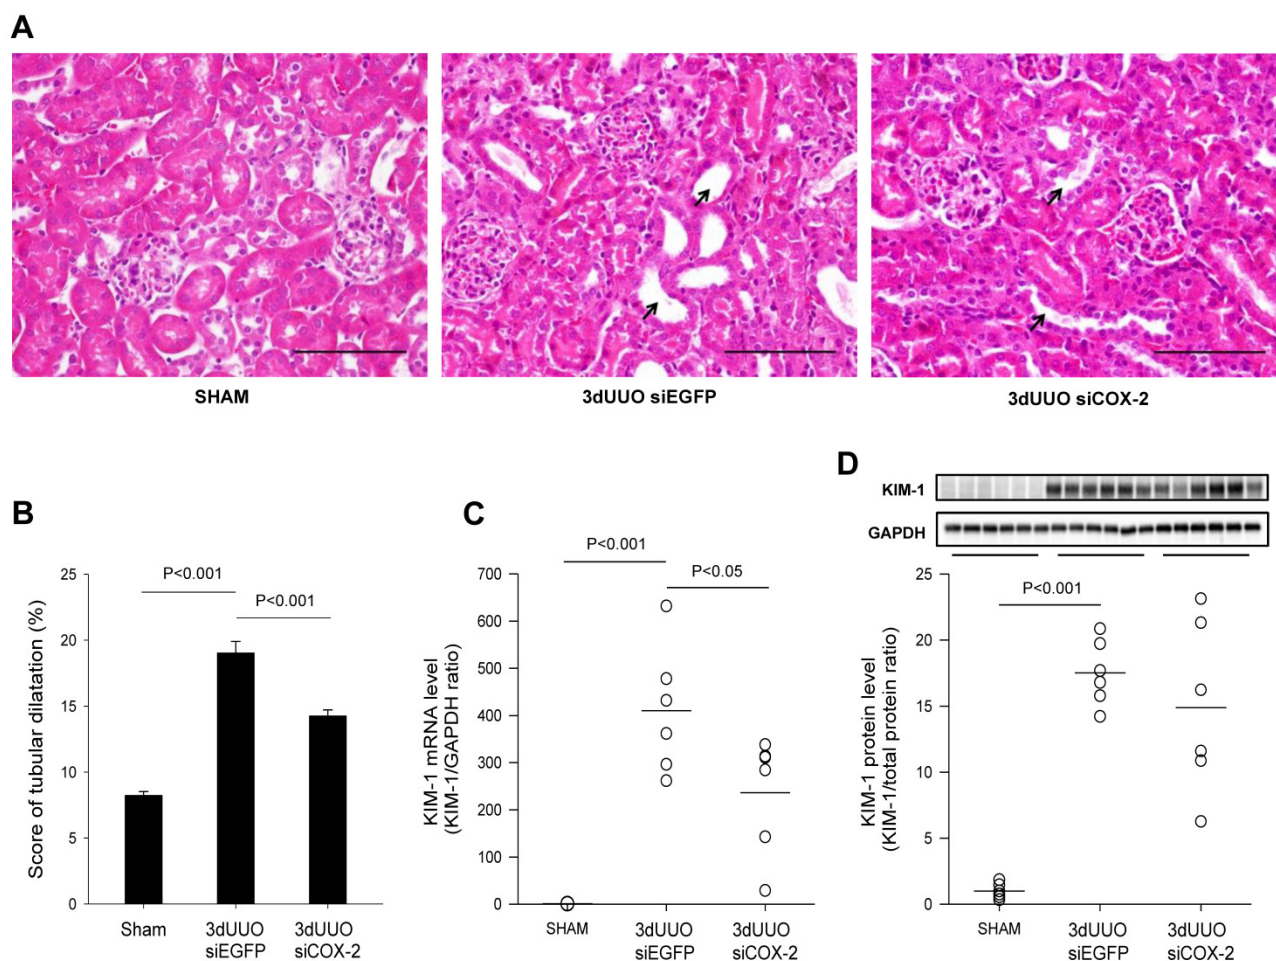 A
SHAM
3dUUO siEGFP
3dUUO siCOX-2
B
Score of tubular dilatation (%)
25
20
15
10
5
0
P<0.001
P<0.001
Sham
3dUUO
siEGFP
3dUUO
siCOX-2
C
KIM-1 mRNA level
(KIM-1/GAPDH ratio)
700
600
500
400
300
200
100
0
P<0.001
P<0.05
SHAM
3dUUO
siEGFP
3dUUO
siCOX-2
D
KIM-1
GAPDH
KIM-1 protein level
(KIM-1/total protein ratio)
25
20
15
10
5
0
P<0.001
SHAM
3dUUO
siEGFP
3dUUO
siCOX-2